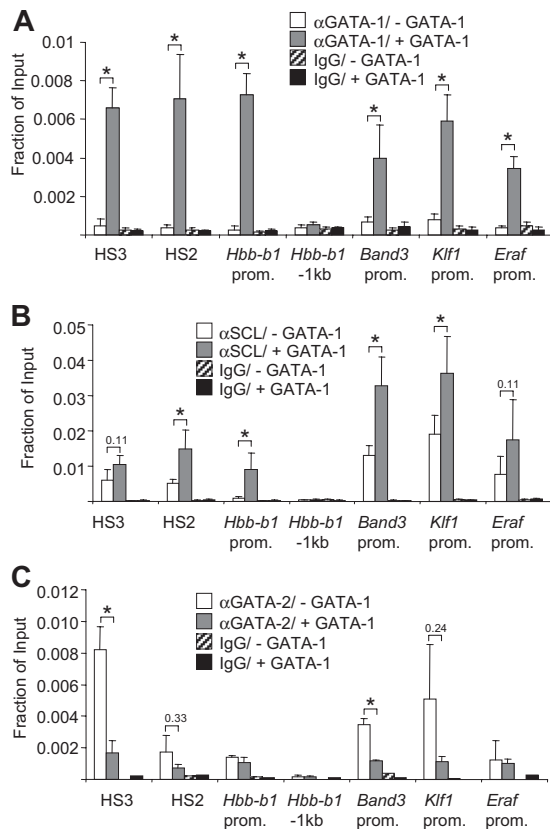 A
αGATA-1/ - GATA-1
αGATA-1/ + GATA-1
IgG/ - GATA-1
IgG/ + GATA-1
Fraction of Input
0.01
0.008
0.006
0.004
0.002
* * * * * *
HS3 HS2 Hbb-b1 prom. Hbb-b1 -1kb Band3 prom. Klf1 prom. Eraf prom.
B
αSCL/ - GATA-1
αSCL/ + GATA-1
IgG/ - GATA-1
IgG/ + GATA-1
Fraction of Input
0.05
0.04
0.03
0.02
0.01
0.11 * * * * 0.11
HS3 HS2 Hbb-b1 prom. Hbb-b1 -1kb Band3 prom. Klf1 prom. Eraf prom.
C
αGATA-2/ - GATA-1
αGATA-2/ + GATA-1
IgG/ - GATA-1
IgG/ + GATA-1
Fraction of Input
0.012
0.010
0.008
0.006
0.004
0.002
* 0.33 * 0.24
HS3 HS2 Hbb-b1 prom. Hbb-b1 -1kb Band3 prom. Klf1 prom. Eraf prom.